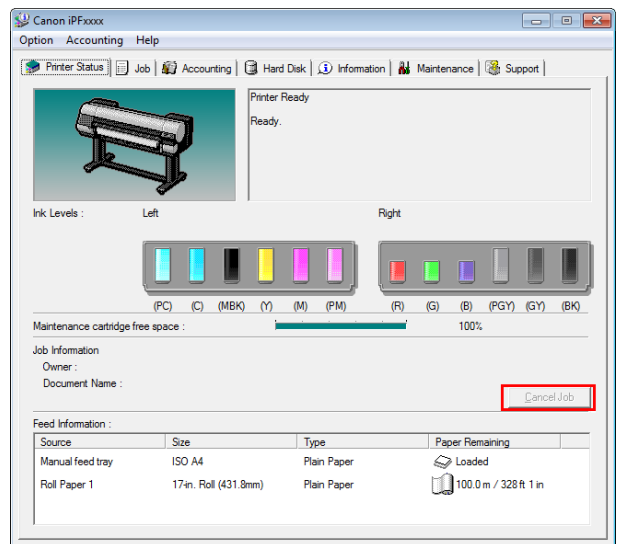 Canon iPFxxxx
Option Accounting Help
Printer Status Job Accounting Hard Disk Information Maintenance Support
Printer Ready
Ready.
Ink Levels : Left Right
(PC) (C) (MBK) (Y) (M) (PM) (R) (G) (B) (PGY) (GY) (BK)
Maintenance cartridge free space : 100%
Job Information
Owner :
Document Name :
Cancel Job
Feed Information :
Source Size Type Paper Remaining
Manual feed tray ISO A4 Plain Paper Loaded
Roll Paper 1 17-in. Roll (431.8mm) Plain Paper 100.0 m / 328 ft 1 in